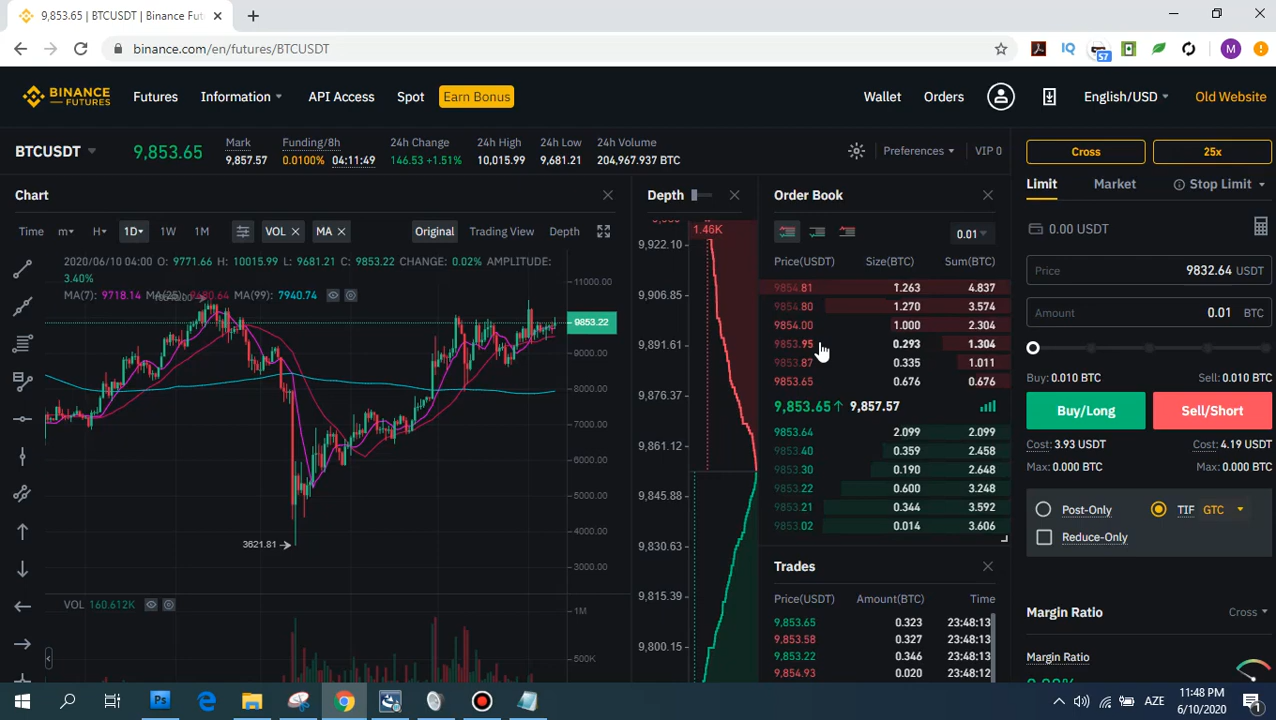 9,853.65 | BTCUSDT | Binance Fut
binance.com/en/futures/BTCUSDT
IQ
57
M
BINANCE FUTURES
Futures
Information
API Access
Spot
Earn Bonus
Wallet
Orders
English/USD
Old Website
BTCUSDT
9,853.65
Mark
9,857.57
Funding/8h
0.0100% 04:11:49
24h Change
146.53 +1.51%
24h High
10,015.99
24h Low
9,681.21
24h Volume
204,967.937 BTC
Preferences
VIP 0
Chart
Time m H 1D 1W 1M VOL MA Original Trading View Depth
2020/06/10 04:00 O: 9771.66 H: 10015.99 L: 9681.21 C: 9853.22 CHANGE: 0.02% AMPLITUDE:
3.40%
MA(7): 9718.14 MA(25): 9480.64 MA(99): 7940.74
11000.00
9853.22
9000.00
8000.00
7000.00
6000.00
5000.00
4000.00
3000.00
3621.81
VOL 160.612K
1M
500K
Depth
1.46K
9,922.10
9,906.85
9,891.61
9,876.37
9,861.12
9,845.88
9,830.63
9,815.39
9,800.15
Order Book
0.01
Price(USDT) Size(BTC) Sum(BTC)
9854.81 1.263 4.837
9854.80 1.270 3.574
9854.00 1.000 2.304
9853.95 0.293 1.304
9853.87 0.335 1.011
9853.65 0.676 0.676
9,853.65 9,857.57
9853.64 2.099 2.099
9853.40 0.359 2.458
9853.30 0.190 2.648
9853.22 0.600 3.248
9853.21 0.344 3.592
9853.02 0.014 3.606
Trades
Price(USDT) Amount(BTC) Time
9,853.65 0.323 23:48:13
9,853.58 0.327 23:48:13
9,853.22 0.346 23:48:13
9,854.93 0.020 23:48:12
Cross
25x
Limit
Market
Stop Limit
0.00 USDT
Price 9832.64 USDT
Amount 0.01 BTC
Buy: 0.010 BTC
Sell: 0.010 BTC
Buy/Long
Sell/Short
Cost: 3.93 USDT
Cost: 4.19 USDT
Max: 0.000 BTC
Max: 0.000 BTC
Post-Only
TIF GTC
Reduce-Only
Margin Ratio
Cross
Margin Ratio
Ps
AZE
11:48 PM
6/10/2020
1